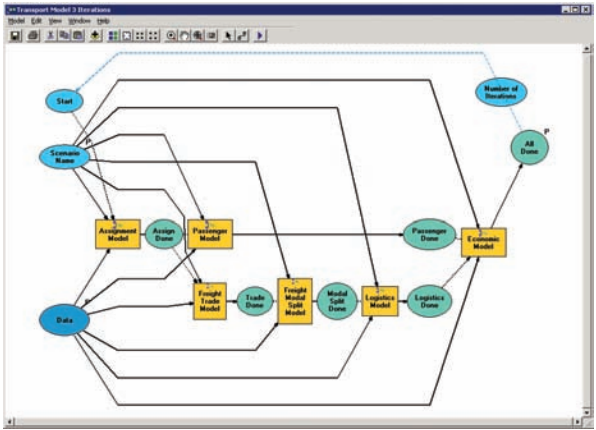 Transport Model 3 Iterations
Model Edit View Window Help
Start
Number of
Iterations
P
Scenario
Name
P
All
Done
Assignment
Model
Assign
Done
Passenger
Model
Passenger
Done
Economic
Model
Data
Freight
Trade
Model
Trade
Done
Freight
Modal
Split
Model
Modal
Split
Done
Logistics
Model
Logistics
Done